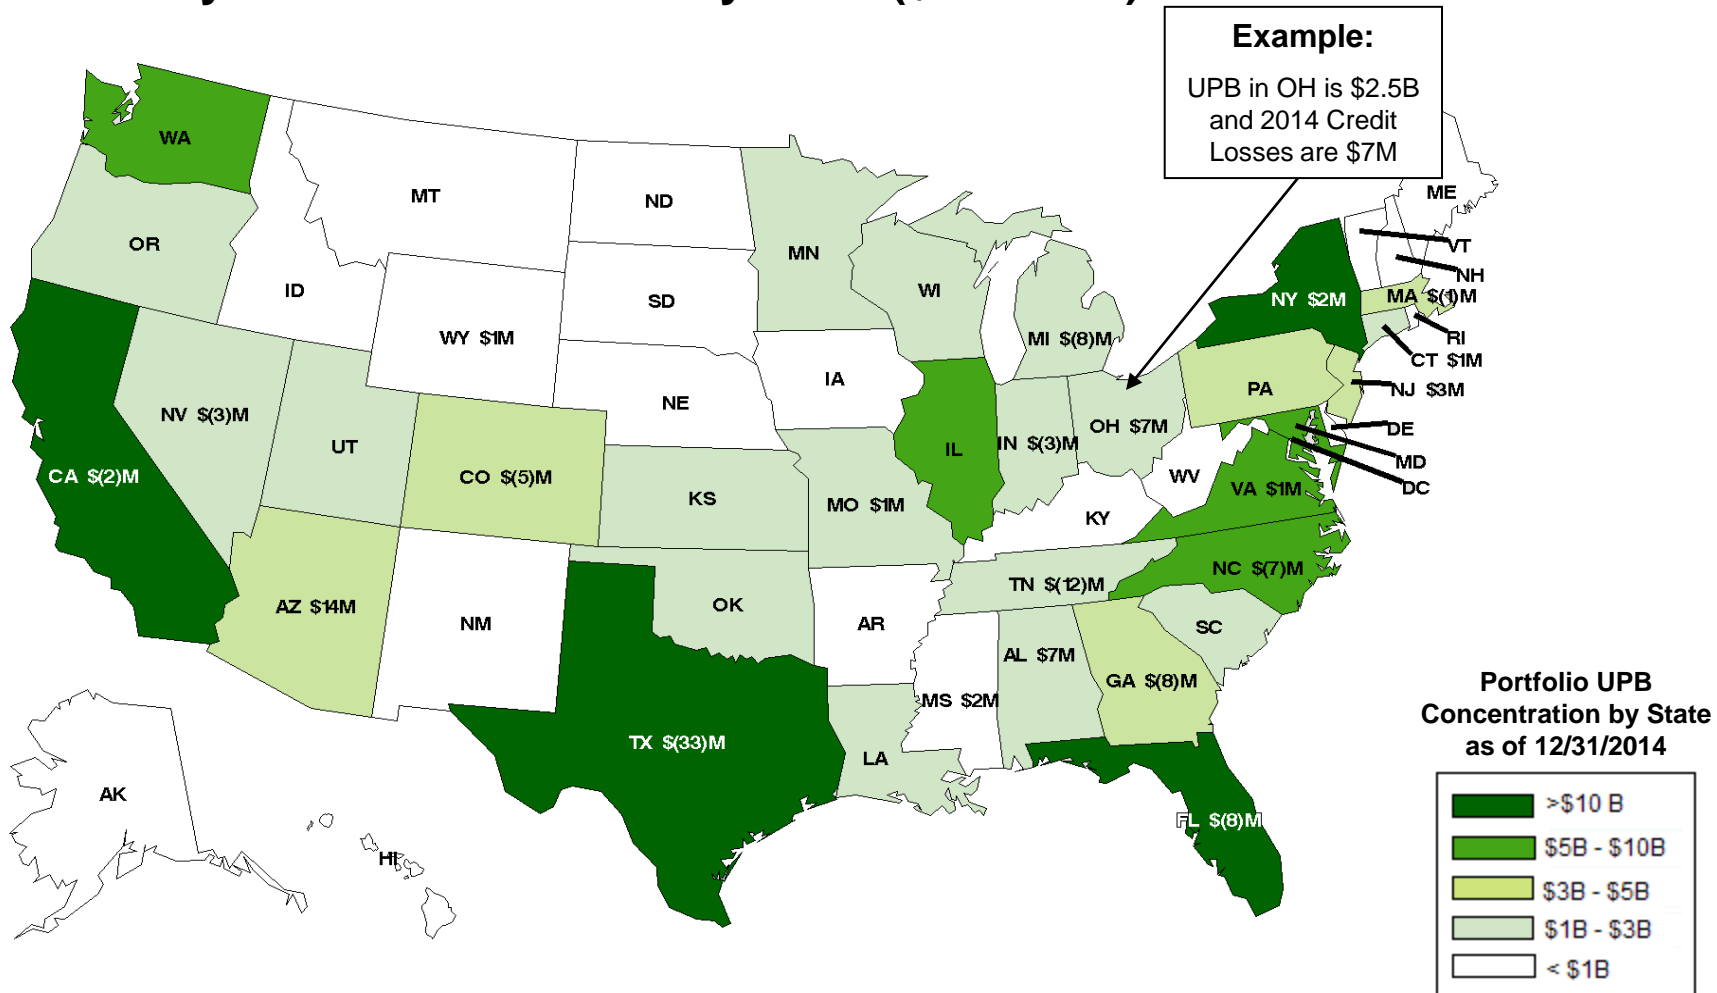 Example:
UPB in OH is $2.5B
and 2014 Credit
Losses are $7M
WA
MT
ND
ME
OR
MN
VT
ID
SD
WI
NH
NY $2M
MA $(1)M
WY $1M
MI $(8)M
RI
CT $1M
IA
NE
PA
NJ $3M
NV $(3)M
UT
OH $7M
DE
IN $(3)M
IL
CO $(5)M
CA $(2)M
MD
WV
DC
VA $1M
KS
MO $1M
KY
NC $(7)M
TN $(12)M
AZ $14M
OK
NM
AR
SC
AL $7M
GA $(8)M
MS $2M
TX $(33)M
LA
AK
FL $(8)M
HI
Portfolio UPB
Concentration by State
as of 12/31/2014
>$10 B
$5B - $10B
$3B - $5B
$1B - $3B
< $1B